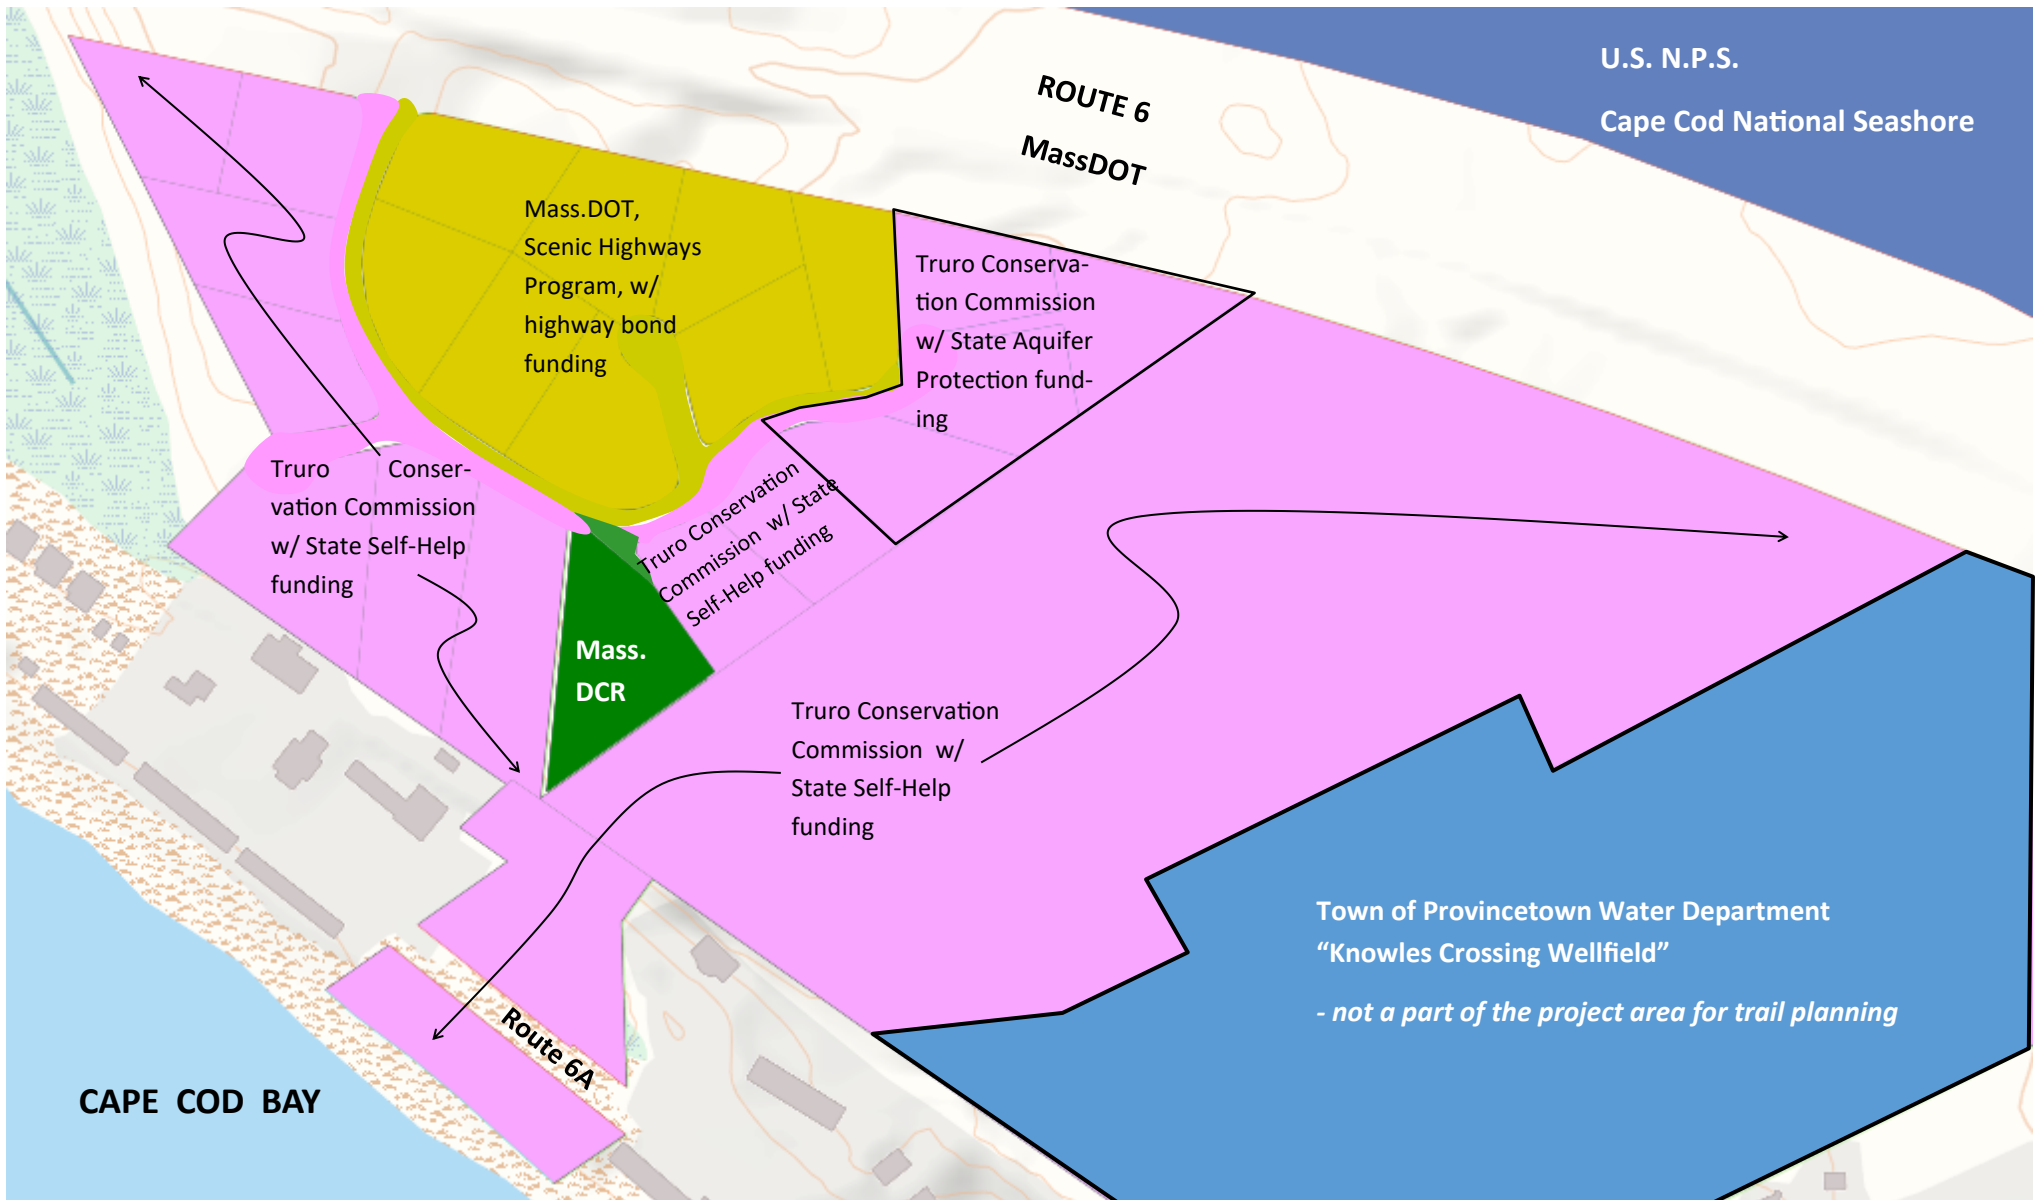 U.S. N.P.S.
Cape Cod National Seashore
ROUTE 6
MassDOT
Mass.DOT,
Scenic Highways
Program, w/
highway bond
funding
Truro Conserva-
tion Commission
w/ State Aquifer
Protection fund-
ing
Truro Conser-
vation Commission
w/ State Self-Help
funding
Truro Conservation
Commission w/ State
Self-Help funding
Mass.
DCR
Truro Conservation
Commission w/
State Self-Help
funding
Town of Provincetown Water Department
“Knowles Crossing Wellfield”
- not a part of the project area for trail planning
Route 6A
CAPE COD BAY